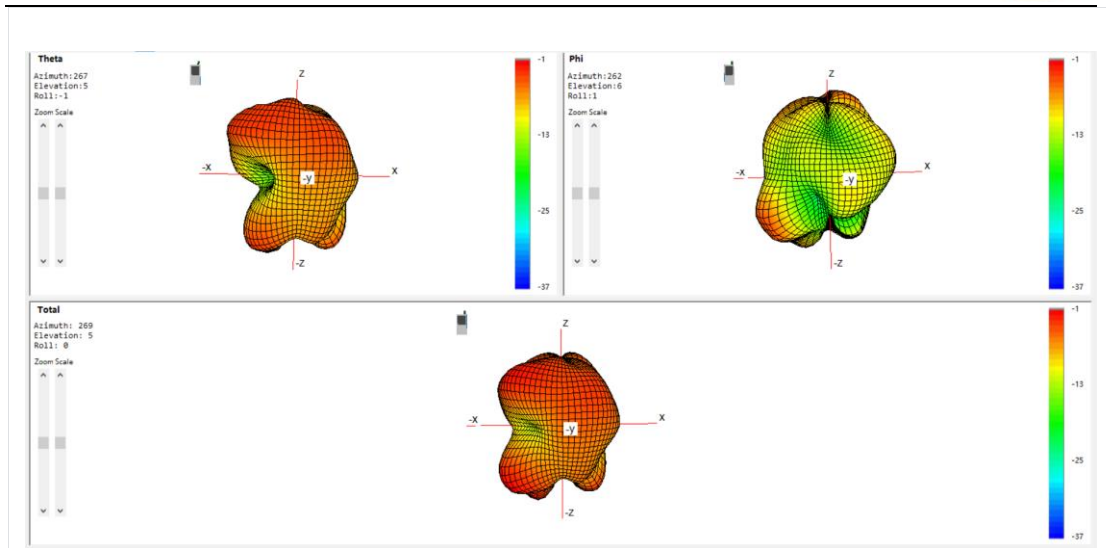 Theta
Azimuth:267
Elevation:5
Roll:-1
Zoom Scale
Z
-X
X
-y
-Z
-1
-13
-25
-37
Phi
Azimuth:262
Elevation:6
Roll:1
Zoom Scale
Z
-X
X
-y
-Z
-1
-13
-25
-37
Total
Azimuth: 269
Elevation: 5
Roll: 0
Zoom Scale
Z
-X
X
-y
-Z
-1
-13
-25
-37